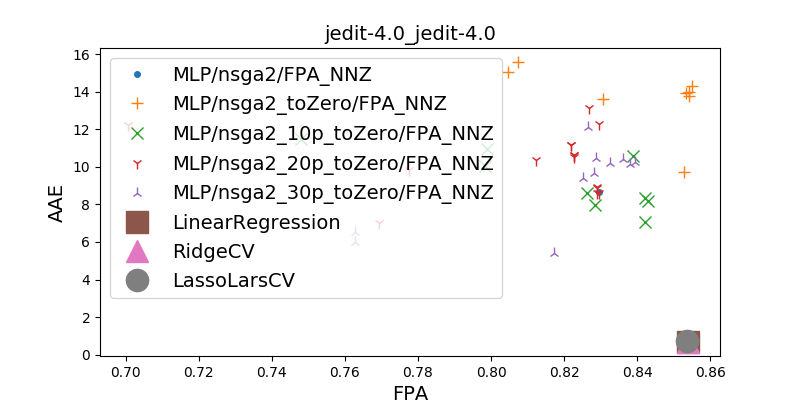 jedit-4.0_jedit-4.0
AAE
16
14
12
10
8
6
4
2
0
MLP/nsga2/FPA_NNZ
MLP/nsga2_toZero/FPA_NNZ
MLP/nsga2_10p_toZero/FPA_NNZ
MLP/nsga2_20p_toZero/FPA_NNZ
MLP/nsga2_30p_toZero/FPA_NNZ
LinearRegression
RidgeCV
LassoLarsCV
0.70 0.72 0.74 0.76 0.78 0.80 0.82 0.84 0.86
FPA